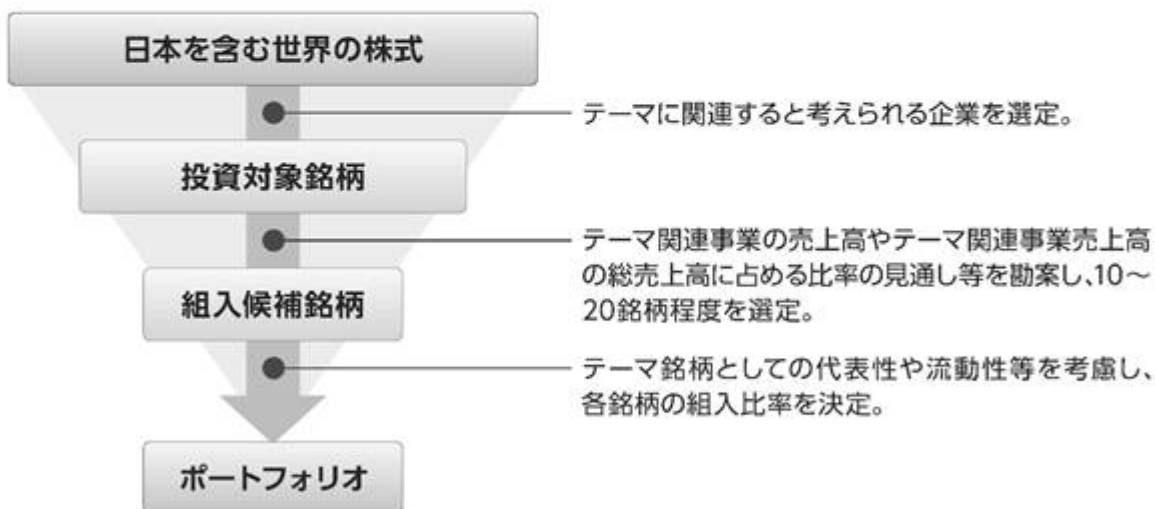 日本を含む世界の株式
テーマに関連すると考えられる企業を選定。
投資対象銘柄
テーマ関連事業の売上高やテーマ関連事業売上高
の総売上高に占める比率の見通し等を勘案し、10～
20銘柄程度を選定。
組入候補銘柄
テーマ銘柄としての代表性や流動性等を考慮し、
各銘柄の組入比率を決定。
ポートフォリオ